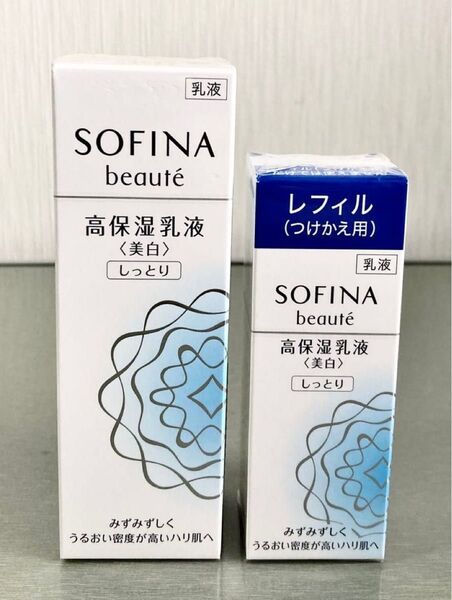 乳液
SOFINA
beauté
高保湿乳液
〈美白〉
しっとり
みずみずしく
うるおい密度が高いハリ肌へ
レフィル
(つけかえ用)
乳液
SOFINA
beauté
高保湿乳液
〈美白〉
しっとり
みずみずしく
うるおい密度が高いハリ肌へ